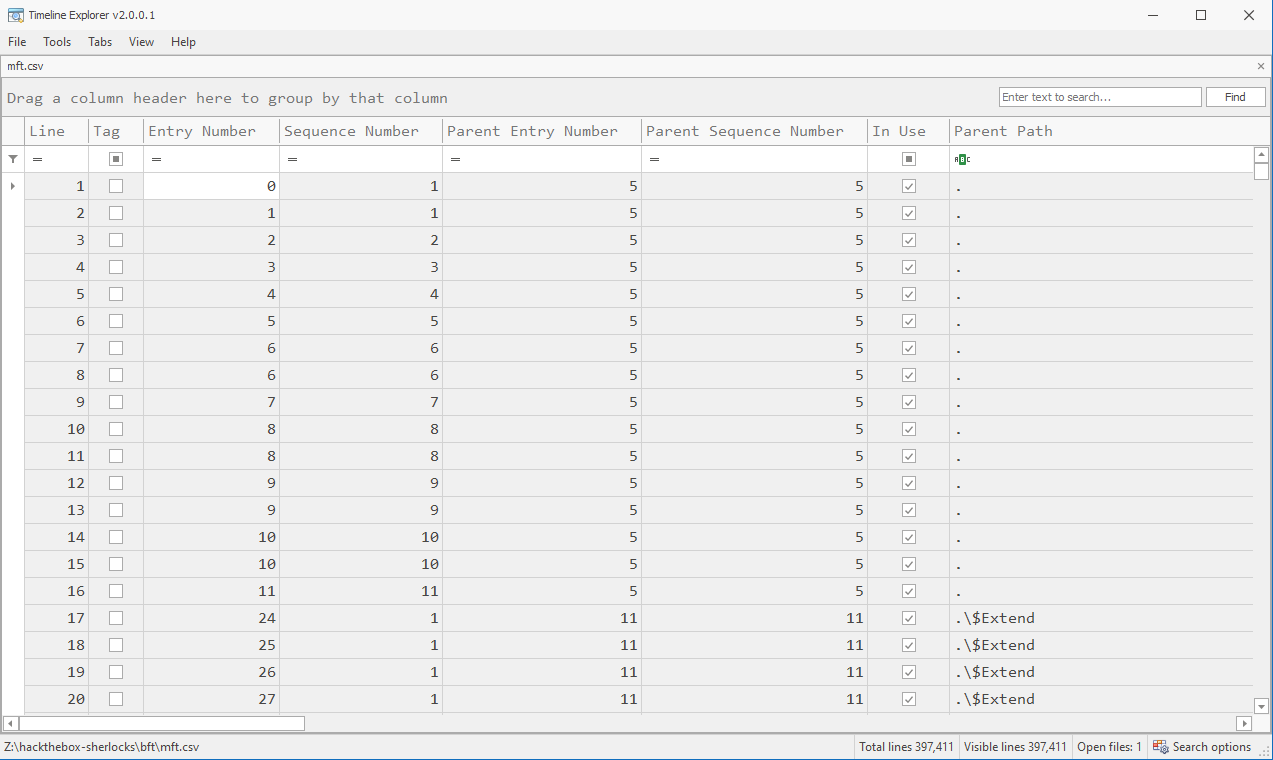 Timeline Explorer v2.0.0.1
File Tools Tabs View Help
mft.csv
Drag a column header here to group by that column Enter text to search... Find
Line Tag Entry Number Sequence Number Parent Entry Number Parent Sequence Number In Use Parent Path
= = = = = ABC
1 0 1 5 5 .
2 1 1 5 5 .
3 2 2 5 5 .
4 3 3 5 5 .
5 4 4 5 5 .
6 5 5 5 5 .
7 6 6 5 5 .
8 6 6 5 5 .
9 7 7 5 5 .
10 8 8 5 5 .
11 8 8 5 5 .
12 9 9 5 5 .
13 9 9 5 5 .
14 10 10 5 5 .
15 10 10 5 5 .
16 11 11 5 5 .
17 24 1 11 11 .\$Extend
18 25 1 11 11 .\$Extend
19 26 1 11 11 .\$Extend
20 27 1 11 11 .\$Extend
Z:\hackthebox-sherlocks\bft\mft.csv Total lines 397,411 Visible lines 397,411 Open files: 1 Search options